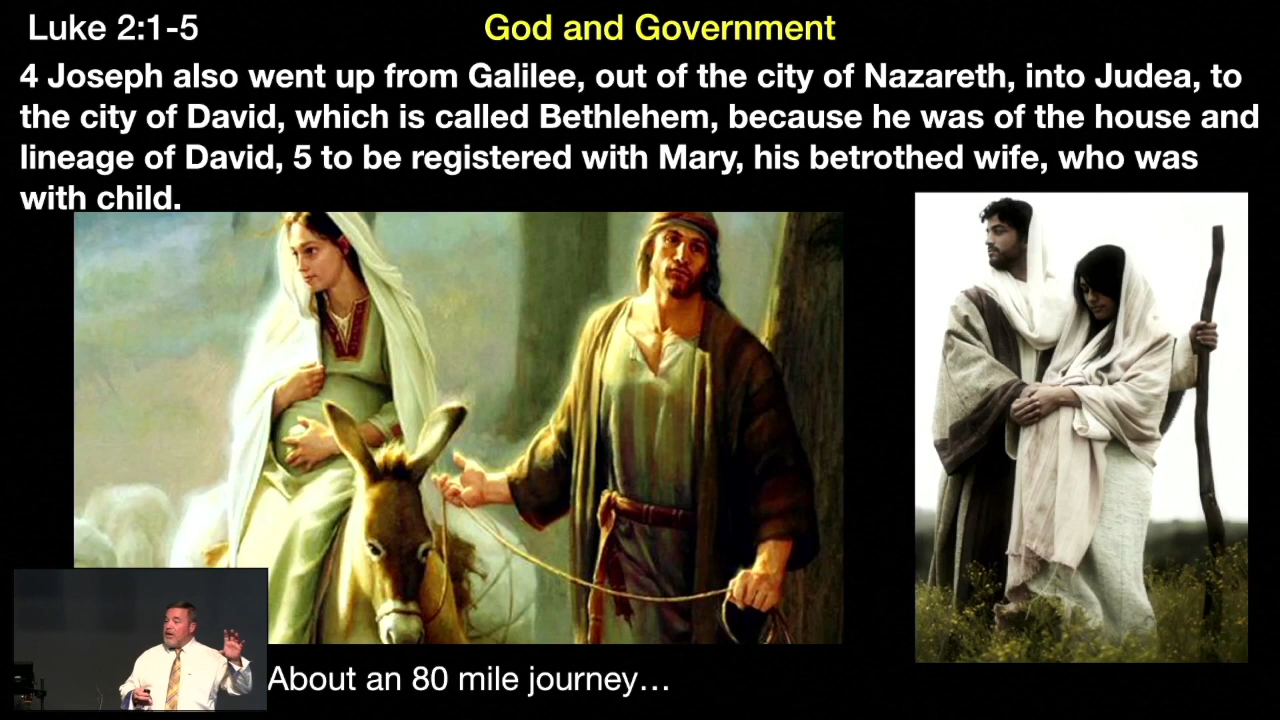 Luke 2:1-5
God and Government
4 Joseph also went up from Galilee, out of the city of Nazareth, into Judea, to
the city of David, which is called Bethlehem, because he was of the house and
lineage of David, 5 to be registered with Mary, his betrothed wife, who was
with child.
About an 80 mile journey…